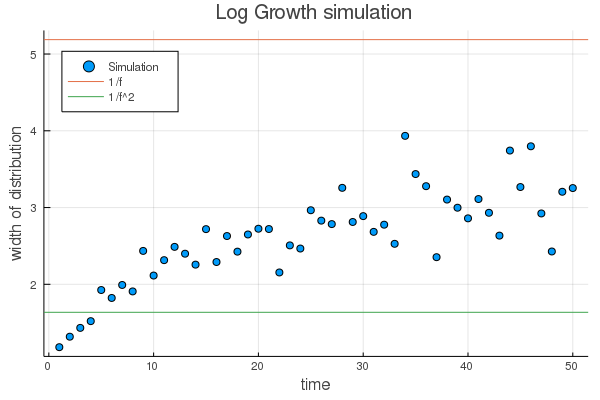 Log Growth simulation
width of distribution
5
4
3
2
Simulation
1/f
1/f^2
0 10 20 30 40 50
time